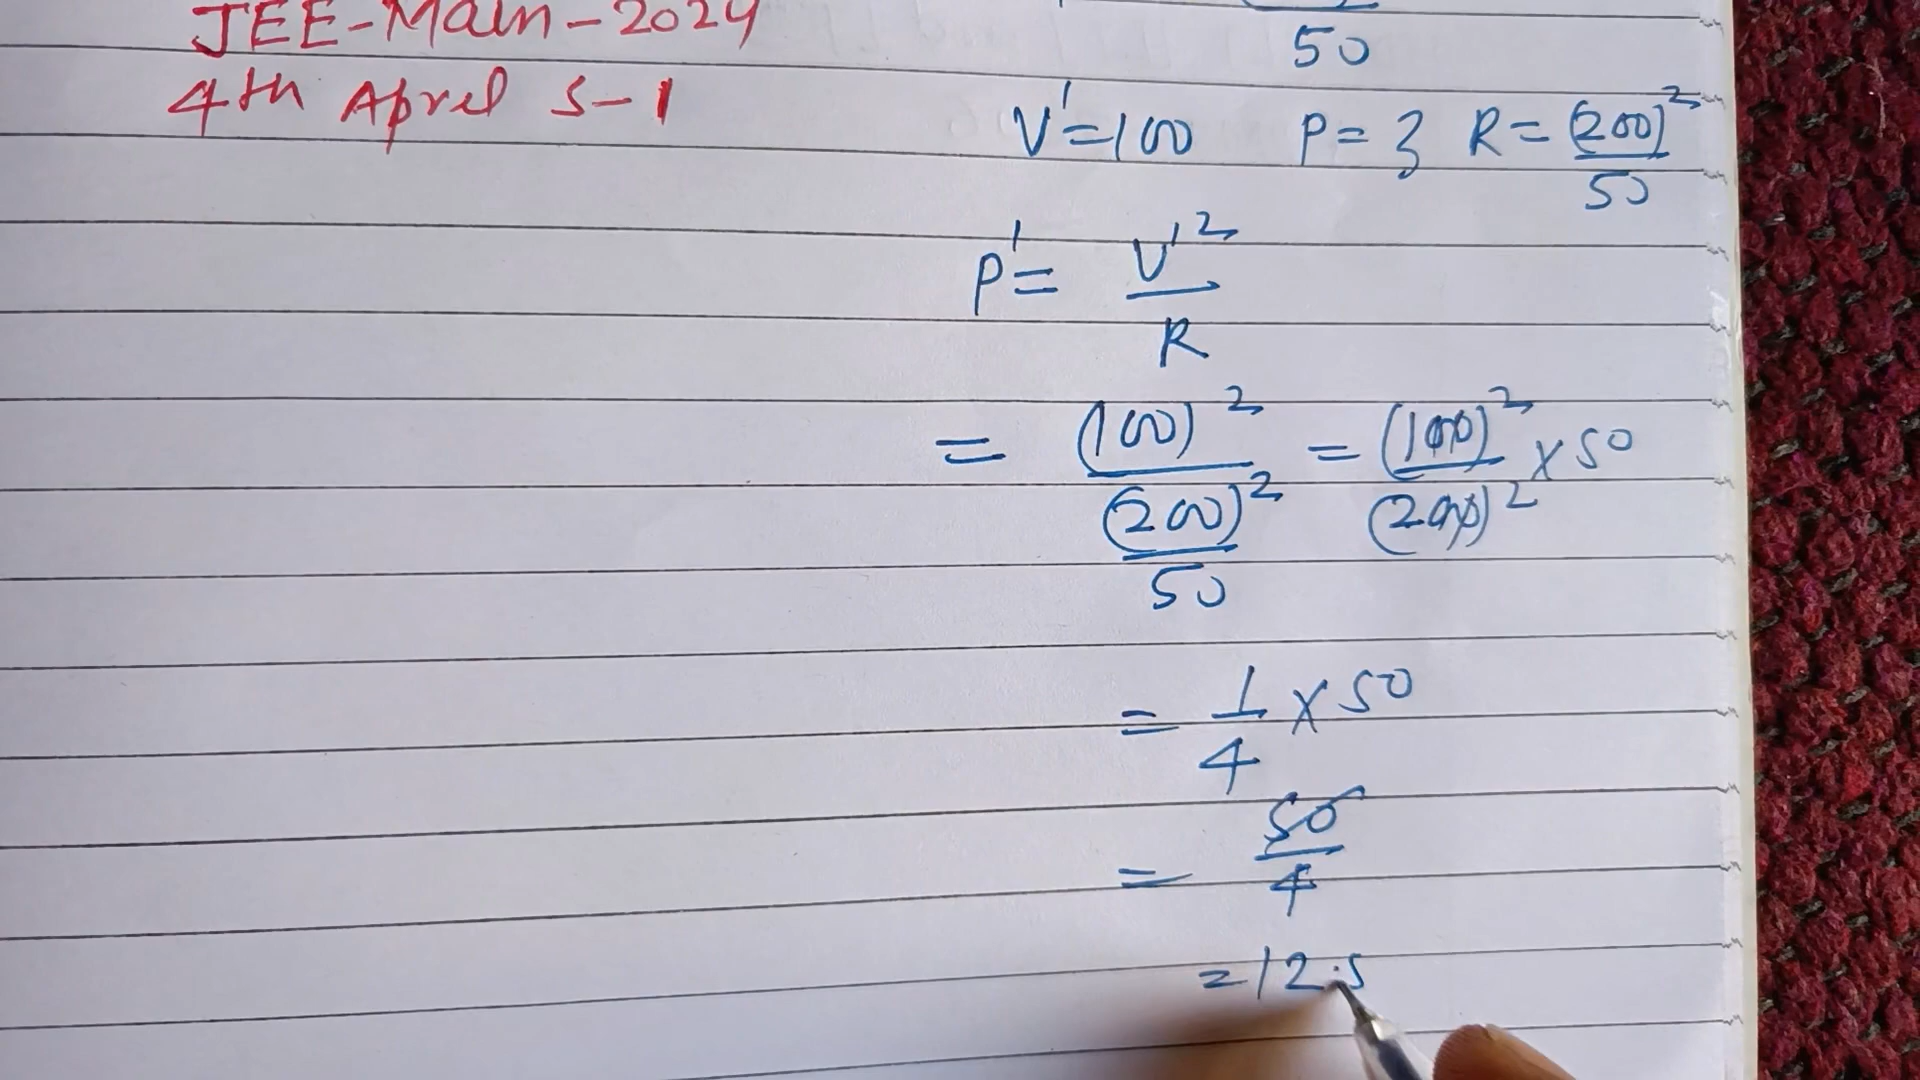 JEE-Main-2024
4th April S-1
50
V'=100 P=? R=(200)²/50
P'= V'²/R
= (100)²/(200)²/50 = (100)²/(200)² × 50
= 1/4 × 50
= 50/4
= 12.5